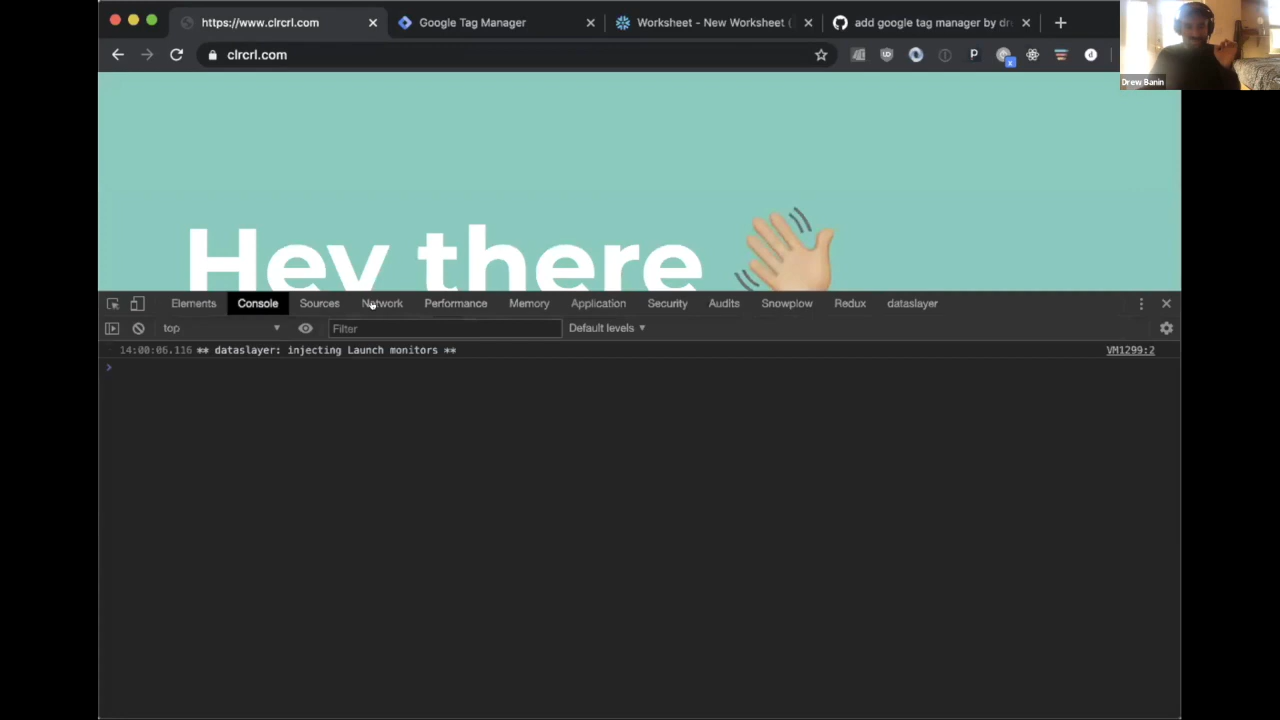 https://www.clrcrl.com
Google Tag Manager
Worksheet - New Worksheet (
add google tag manager by dr
clrcrl.com
Drew Banin
Hey there
Elements Console Sources Network Performance Memory Application Security Audits Snowplow Redux dataslayer
top Filter Default levels ▼
14:00:06.116 ** dataslayer: injecting Launch monitors ** VM1299:2
>